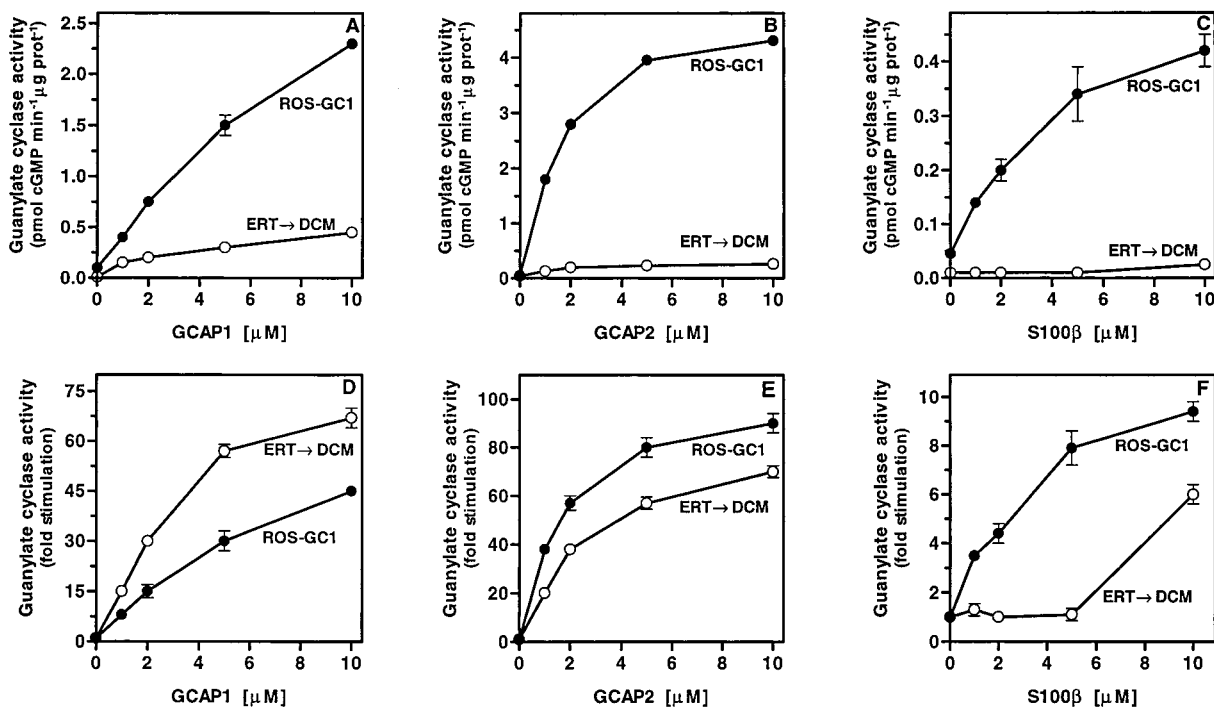 A
Guanylate cyclase activity
(pmol cGMP min⁻¹μg prot⁻¹)
2.5
2.0
1.5
1.0
0.5
0.0
ROS-GC1
ERT→DCM
0 2 4 6 8 10
GCAP1 [μM]
B
Guanylate cyclase activity
(pmol cGMP min⁻¹μg prot⁻¹)
4
3
2
1
0
ROS-GC1
ERT→DCM
0 2 4 6 8 10
GCAP2 [μM]
C
Guanylate cyclase activity
(pmol cGMP min⁻¹μg prot⁻¹)
0.4
0.3
0.2
0.1
0.0
ROS-GC1
ERT→DCM
0 2 4 6 8 10
S100β [μM]
D
Guanylate cyclase activity
(fold stimulation)
75
60
45
30
15
0
ERT→DCM
ROS-GC1
0 2 4 6 8 10
GCAP1 [μM]
E
Guanylate cyclase activity
(fold stimulation)
100
80
60
40
20
0
ROS-GC1
ERT→DCM
0 2 4 6 8 10
GCAP2 [μM]
F
Guanylate cyclase activity
(fold stimulation)
10
8
6
4
2
0
ROS-GC1
ERT→DCM
0 2 4 6 8 10
S100β [μM]